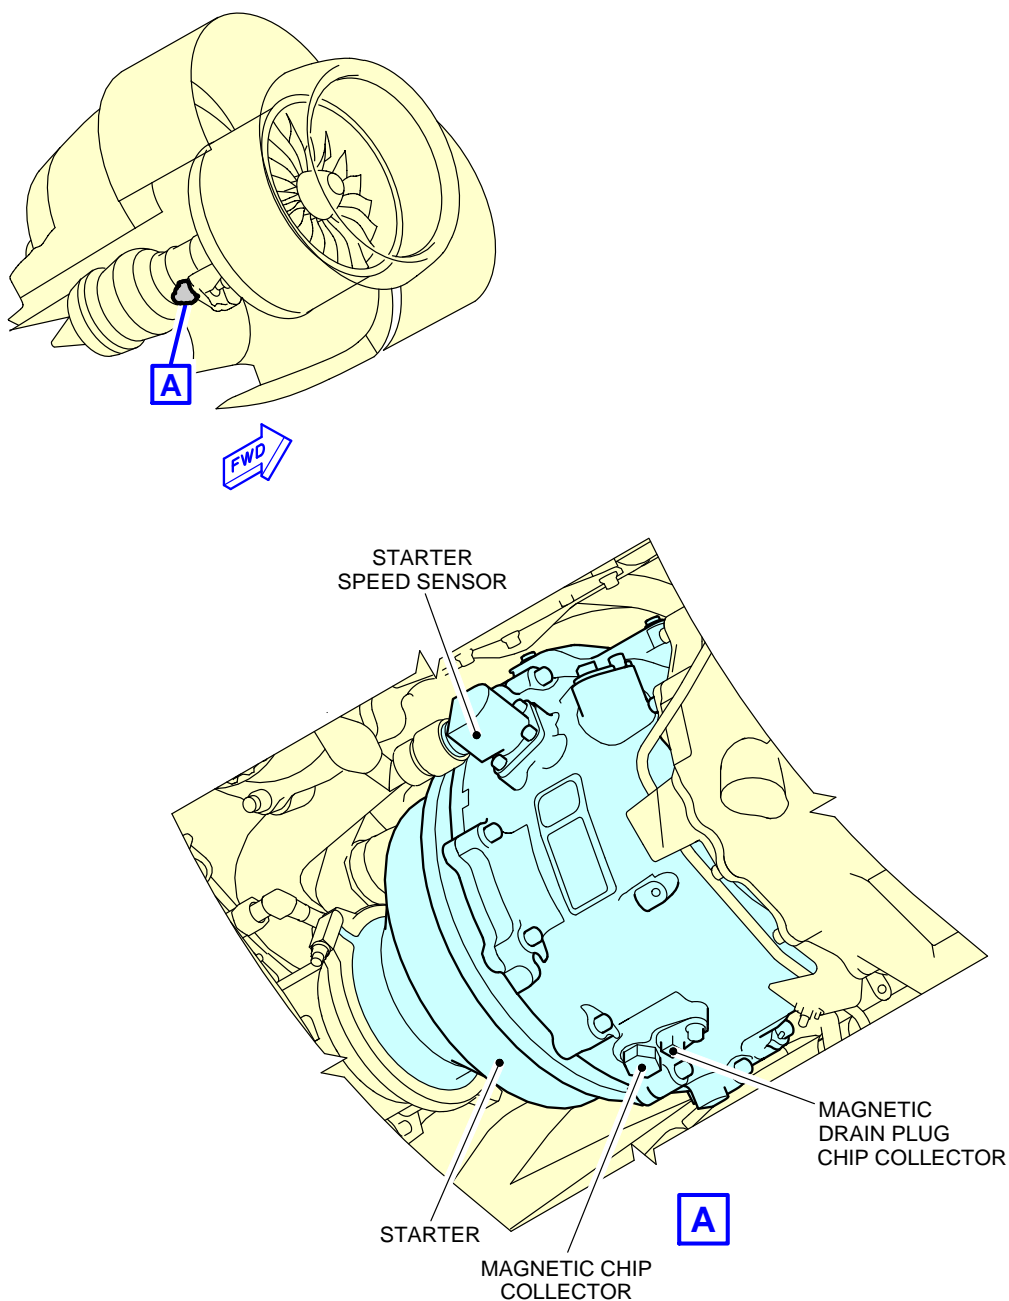 A
FWD
STARTER
SPEED SENSOR
MAGNETIC
DRAIN PLUG
CHIP COLLECTOR
STARTER
A
MAGNETIC CHIP
COLLECTOR